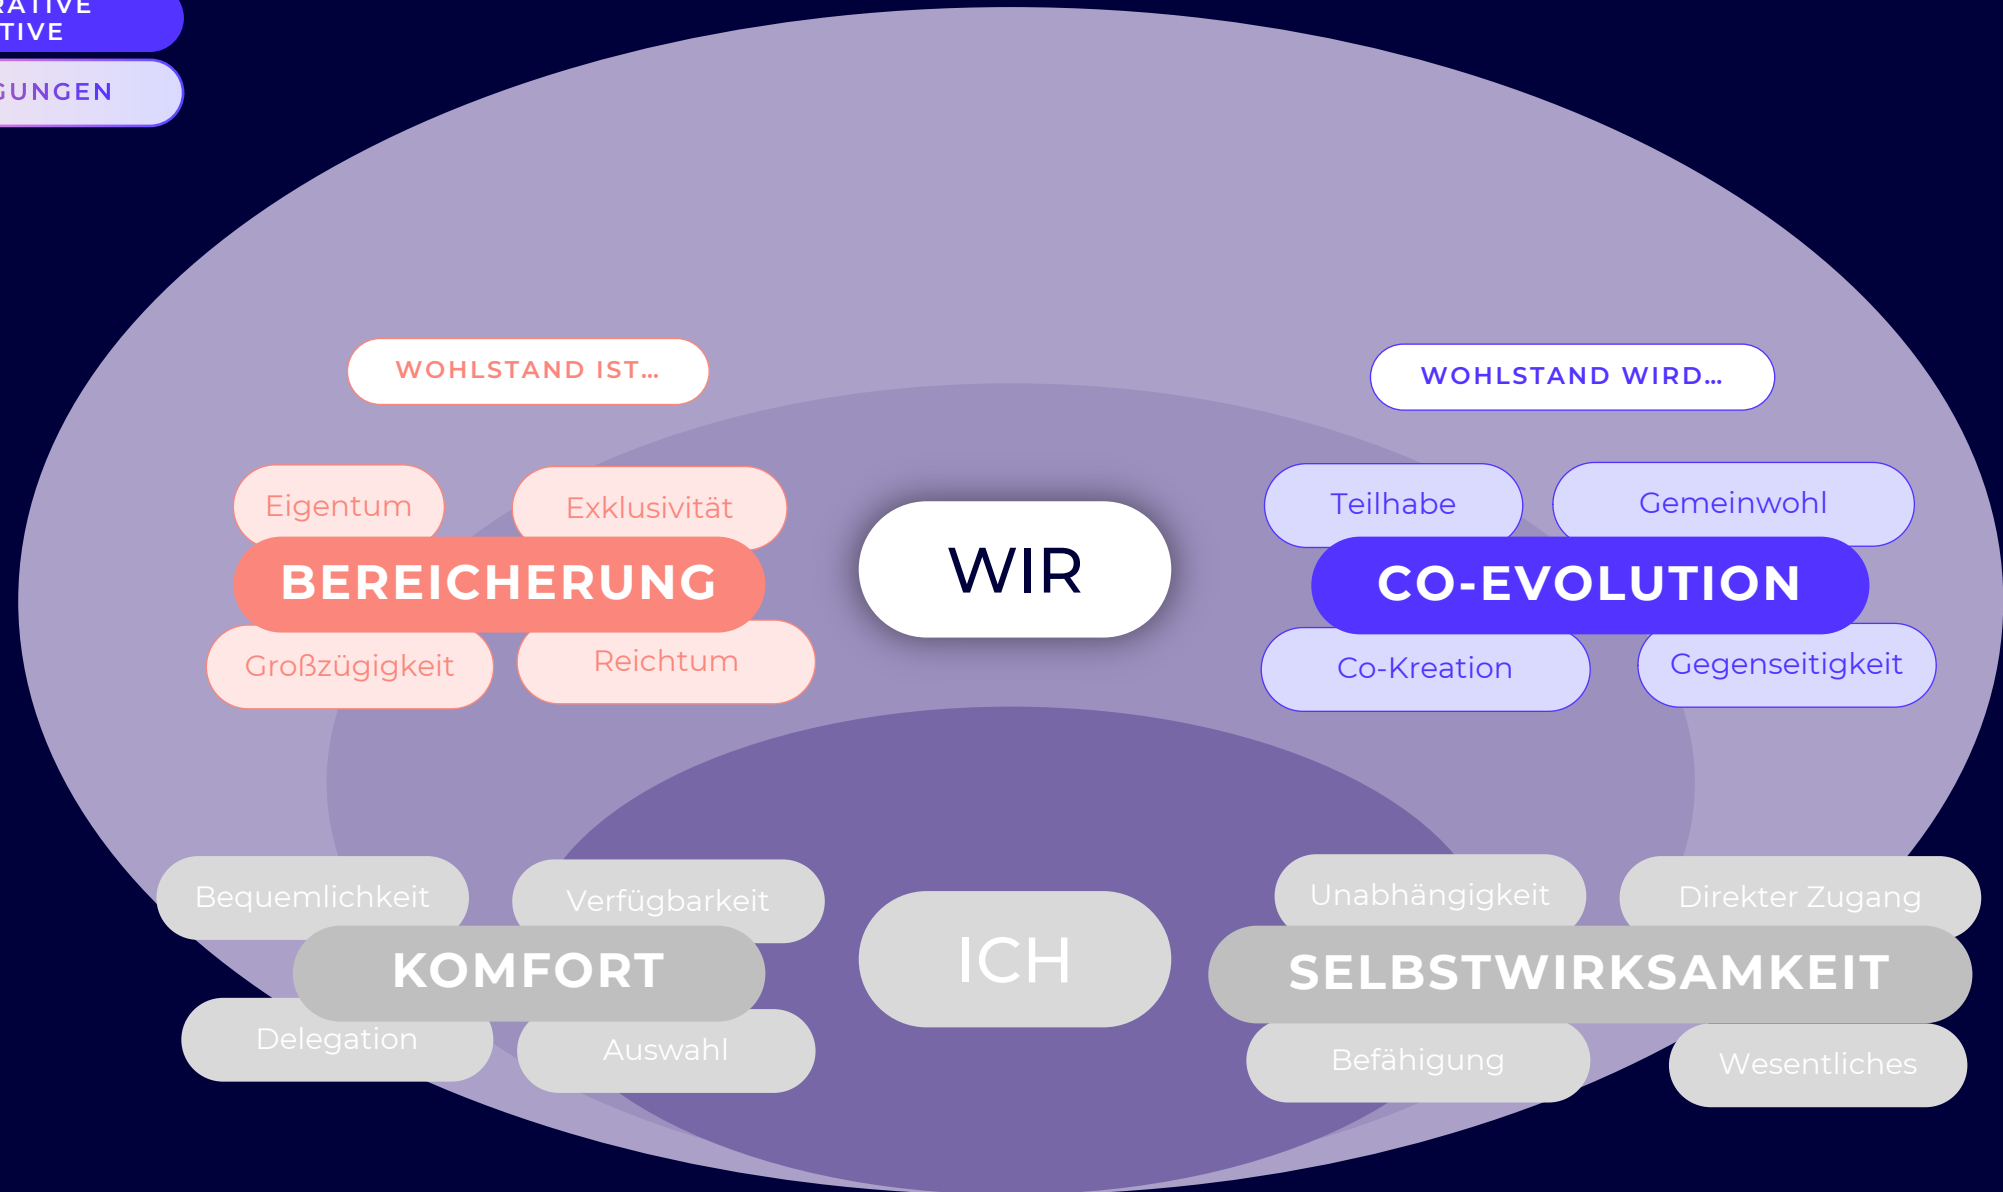 WOHLSTAND IST…
WOHLSTAND WIRD…
Eigentum
Exklusivität
BEREICHERUNG
Großzügigkeit
Reichtum
WIR
Teilhabe
Gemeinwohl
CO-EVOLUTION
Co-Kreation
Gegenseitigkeit
Bequemlichkeit
Verfügbarkeit
KOMFORT
Delegation
Auswahl
ICH
Unabhängigkeit
Direkter Zugang
SELBSTWIRKSAMKEIT
Befähigung
Wesentliches